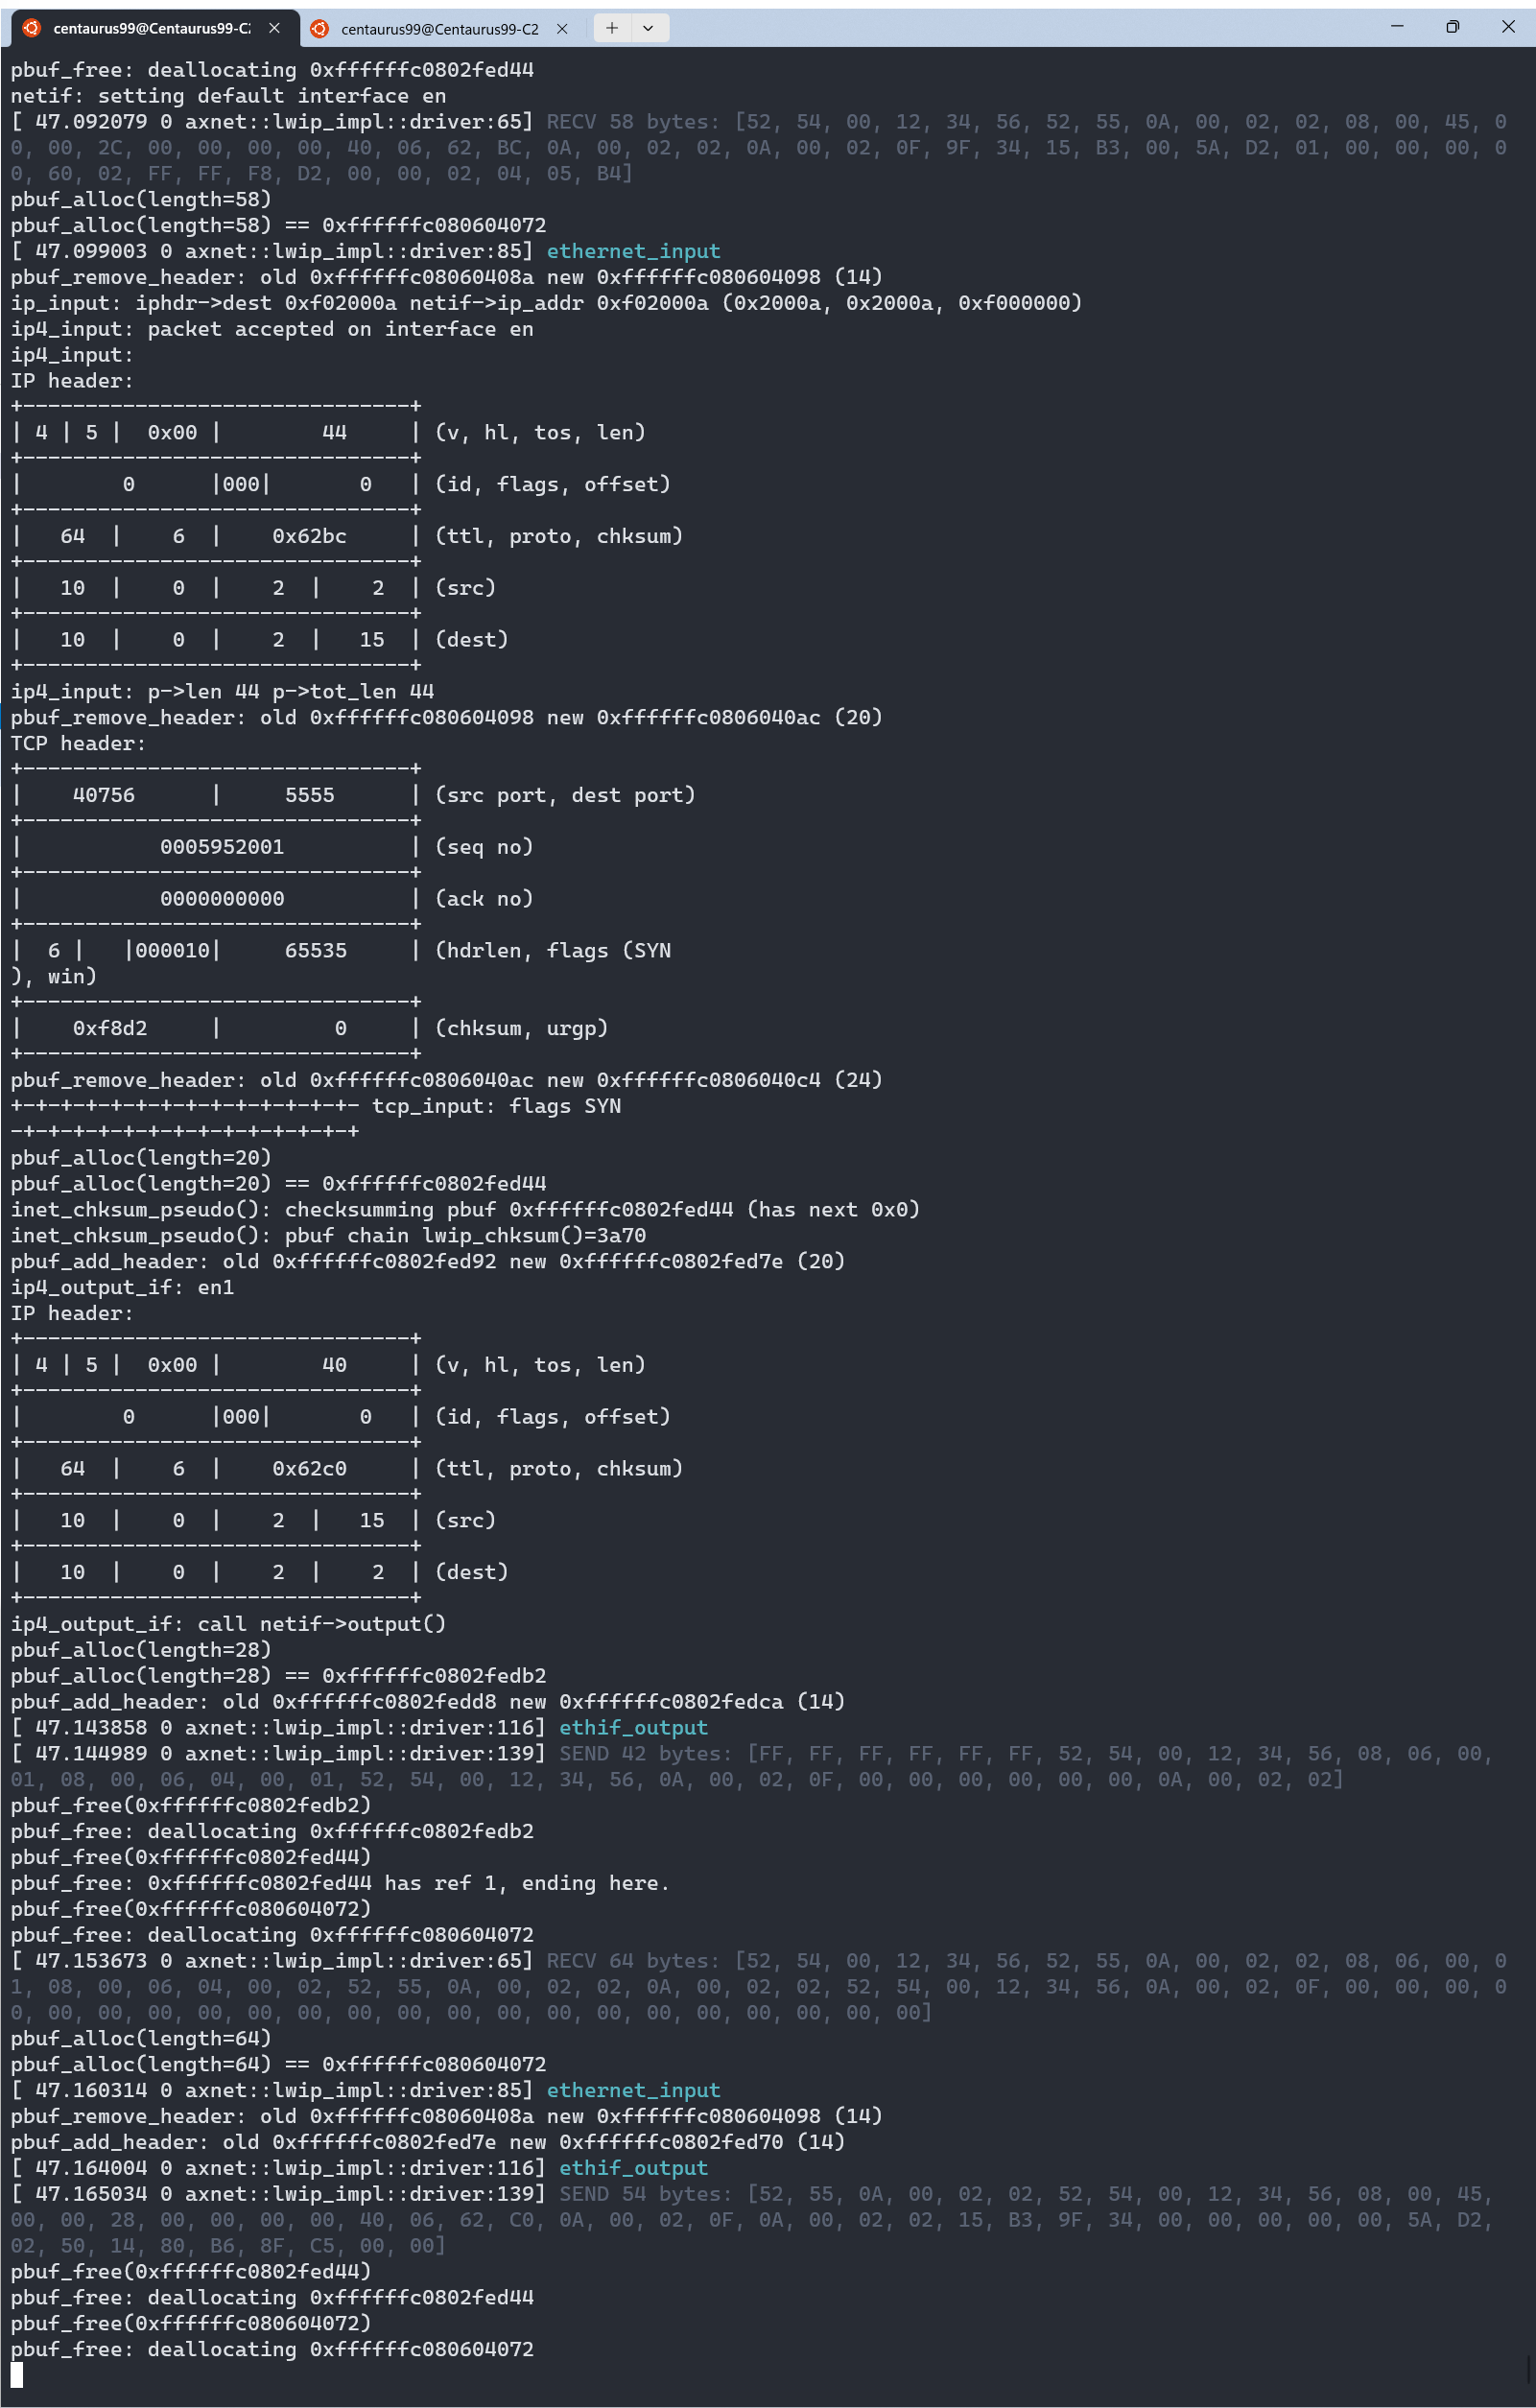 centaurus99@Centaurus99-C2
centaurus99@Centaurus99-C2
pbuf_free: deallocating 0xffffffc0802fed44
netif: setting default interface en
[ 47.092079 0 axnet::lwip_impl::driver:65] RECV 58 bytes: [52, 54, 00, 12, 34, 56, 52, 55, 0A, 00, 02, 02, 08, 00, 45, 0
0, 00, 2C, 00, 00, 00, 00, 40, 06, 62, BC, 0A, 00, 02, 02, 0A, 00, 02, 0F, 9F, 34, 15, B3, 00, 5A, D2, 01, 00, 00, 00, 0
0, 60, 02, FF, FF, F8, D2, 00, 00, 02, 04, 05, B4]
pbuf_alloc(length=58)
pbuf_alloc(length=58) == 0xffffffc080604072
[ 47.099003 0 axnet::lwip_impl::driver:85] ethernet_input
pbuf_remove_header: old 0xffffffc08060408a new 0xffffffc080604098 (14)
ip_input: iphdr->dest 0xf02000a netif->ip_addr 0xf02000a (0x2000a, 0x2000a, 0xf000000)
ip4_input: packet accepted on interface en
ip4_input:
IP header:
+-------------------------------+
| 4 | 5 |  0x00 |        44     | (v, hl, tos, len)
+-------------------------------+
|        0      |000|       0   | (id, flags, offset)
+-------------------------------+
|   64  |    6  |    0x62bc     | (ttl, proto, chksum)
+-------------------------------+
|   10  |    0  |    2  |    2  | (src)
+-------------------------------+
|   10  |    0  |    2  |   15  | (dest)
+-------------------------------+
ip4_input: p->len 44 p->tot_len 44
pbuf_remove_header: old 0xffffffc080604098 new 0xffffffc0806040ac (20)
TCP header:
+-------------------------------+
|    40756      |     5555      | (src port, dest port)
+-------------------------------+
|           0005952001          | (seq no)
+-------------------------------+
|           0000000000          | (ack no)
+-------------------------------+
|  6 |   |000010|     65535     | (hdrlen, flags (SYN
), win)
+-------------------------------+
|    0xf8d2     |         0     | (chksum, urgp)
+-------------------------------+
pbuf_remove_header: old 0xffffffc0806040ac new 0xffffffc0806040c4 (24)
+-+-+-+-+-+-+-+-+-+-+-+-+-+- tcp_input: flags SYN
-+-+-+-+-+-+-+-+-+-+-+-+-+-+
pbuf_alloc(length=20)
pbuf_alloc(length=20) == 0xffffffc0802fed44
inet_chksum_pseudo(): checksumming pbuf 0xffffffc0802fed44 (has next 0x0)
inet_chksum_pseudo(): pbuf chain lwip_chksum()=3a70
pbuf_add_header: old 0xffffffc0802fed92 new 0xffffffc0802fed7e (20)
ip4_output_if: en1
IP header:
+-------------------------------+
| 4 | 5 |  0x00 |        40     | (v, hl, tos, len)
+-------------------------------+
|        0      |000|       0   | (id, flags, offset)
+-------------------------------+
|   64  |    6  |    0x62c0     | (ttl, proto, chksum)
+-------------------------------+
|   10  |    0  |    2  |   15  | (src)
+-------------------------------+
|   10  |    0  |    2  |    2  | (dest)
+-------------------------------+
ip4_output_if: call netif->output()
pbuf_alloc(length=28)
pbuf_alloc(length=28) == 0xffffffc0802fedb2
pbuf_add_header: old 0xffffffc0802fedd8 new 0xffffffc0802fedca (14)
[ 47.143858 0 axnet::lwip_impl::driver:116] ethif_output
[ 47.144989 0 axnet::lwip_impl::driver:139] SEND 42 bytes: [FF, FF, FF, FF, FF, FF, 52, 54, 00, 12, 34, 56, 08, 06, 00,
01, 08, 00, 06, 04, 00, 01, 52, 54, 00, 12, 34, 56, 0A, 00, 02, 0F, 00, 00, 00, 00, 00, 00, 0A, 00, 02, 02]
pbuf_free(0xffffffc0802fedb2)
pbuf_free: deallocating 0xffffffc0802fedb2
pbuf_free(0xffffffc0802fed44)
pbuf_free: 0xffffffc0802fed44 has ref 1, ending here.
pbuf_free(0xffffffc080604072)
pbuf_free: deallocating 0xffffffc080604072
[ 47.153673 0 axnet::lwip_impl::driver:65] RECV 64 bytes: [52, 54, 00, 12, 34, 56, 52, 55, 0A, 00, 02, 02, 08, 06, 00, 0
1, 08, 00, 06, 04, 00, 02, 52, 55, 0A, 00, 02, 02, 0A, 00, 02, 02, 52, 54, 00, 12, 34, 56, 0A, 00, 02, 0F, 00, 00, 00, 0
0, 00, 00, 00, 00, 00, 00, 00, 00, 00, 00, 00, 00, 00, 00, 00, 00, 00, 00]
pbuf_alloc(length=64)
pbuf_alloc(length=64) == 0xffffffc080604072
[ 47.160314 0 axnet::lwip_impl::driver:85] ethernet_input
pbuf_remove_header: old 0xffffffc08060408a new 0xffffffc080604098 (14)
pbuf_add_header: old 0xffffffc0802fed7e new 0xffffffc0802fed70 (14)
[ 47.164004 0 axnet::lwip_impl::driver:116] ethif_output
[ 47.165034 0 axnet::lwip_impl::driver:139] SEND 54 bytes: [52, 55, 0A, 00, 02, 02, 52, 54, 00, 12, 34, 56, 08, 00, 45,
00, 00, 28, 00, 00, 00, 00, 40, 06, 62, C0, 0A, 00, 02, 0F, 0A, 00, 02, 02, 15, B3, 9F, 34, 00, 00, 00, 00, 00, 5A, D2,
02, 50, 14, 80, B6, 8F, C5, 00, 00]
pbuf_free(0xffffffc0802fed44)
pbuf_free: deallocating 0xffffffc0802fed44
pbuf_free(0xffffffc080604072)
pbuf_free: deallocating 0xffffffc080604072